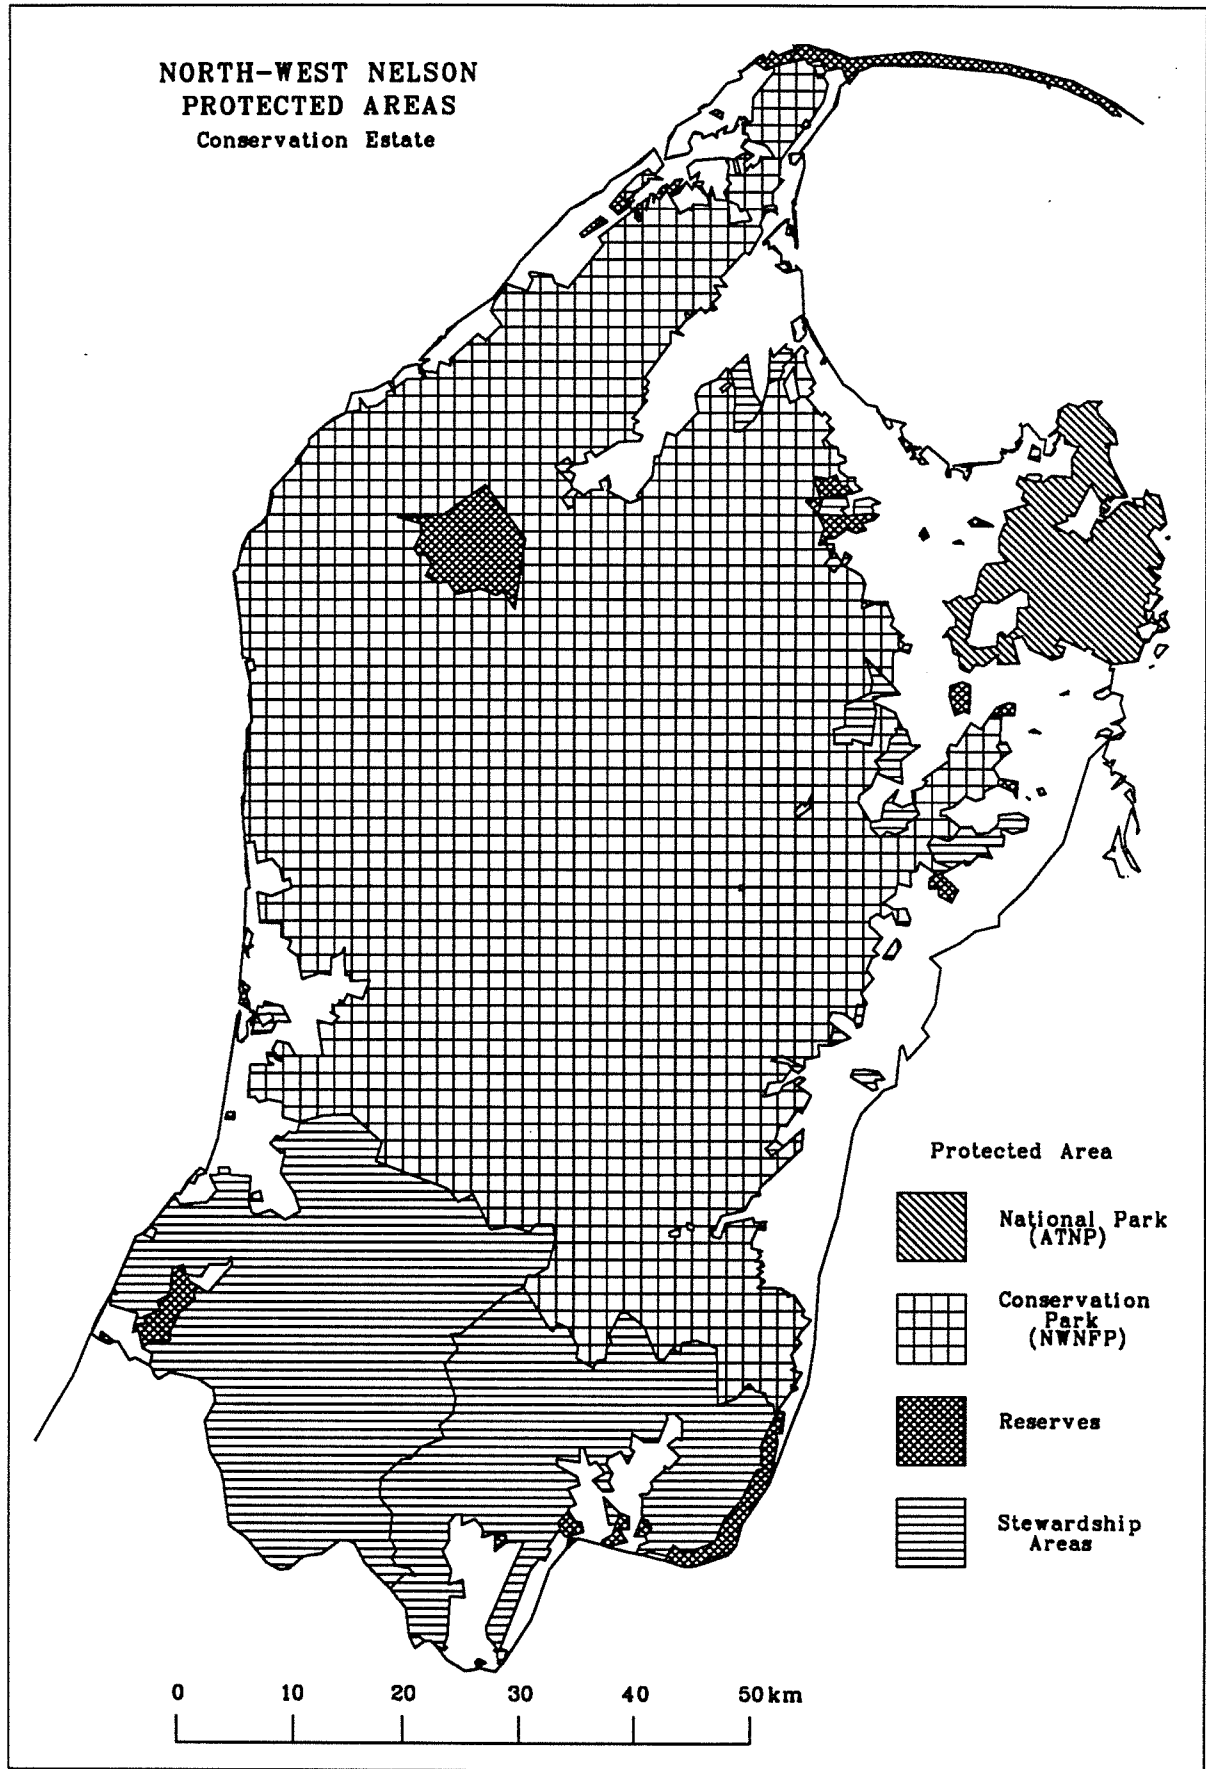 NORTH-WEST NELSON
PROTECTED AREAS
Conservation Estate
Protected Area
National Park
(ATNP)
Conservation
Park
(NWNFP)
Reserves
Stewardship
Areas
0 10 20 30 40 50km